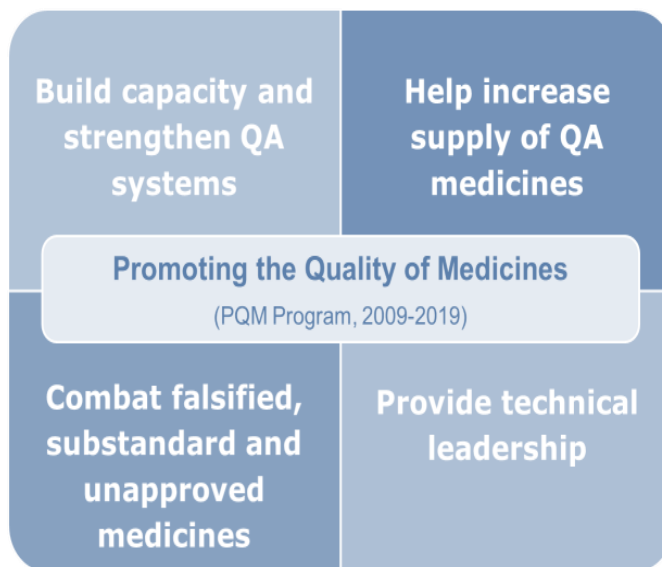 Build capacity and
strengthen QA
systems
Help increase
supply of QA
medicines
Promoting the Quality of Medicines
(PQM Program, 2009-2019)
Combat falsified,
substandard and
unapproved
medicines
Provide technical
leadership